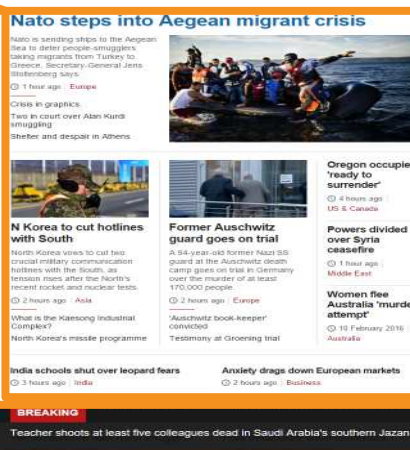 Nato steps into Aegean migrant crisis
Nato is sending ships to the Aegean
Sea to deter people-smugglers
taking migrants from Turkey to
Greece, Secretary-General Jens
Stoltenberg says.
1 hour ago Europe
Crisis in graphics
Two in court over Alan Kurdi
smuggling
Shelter and despair in Athens
N Korea to cut hotlines
with South
North Korea vows to cut two
crucial military communication
hotlines with the South, as
tension rises after the North's
recent rocket and nuclear tests.
2 hours ago Asia
What is the Kaesong Industrial
Complex?
North Korea's missile programme
Former Auschwitz
guard goes on trial
A 94-year-old former Nazi SS
guard at the Auschwitz death
camp goes on trial in Germany
over the murder of at least
170,000 people.
2 hours ago Europe
'Auschwitz book-keeper'
convicted
Testimony at Groening trial
Oregon occupie
'ready to
surrender'
4 hours ago
US & Canada
Powers divided
over Syria
ceasefire
1 hour ago
Middle East
Women flee
Australia 'murde
attempt'
10 February 2016
Australia
India schools shut over leopard fears
3 hours ago India
Anxiety drags down European markets
2 hours ago Business
BREAKING
Teacher shoots at least five colleagues dead in Saudi Arabia's southern Jazan